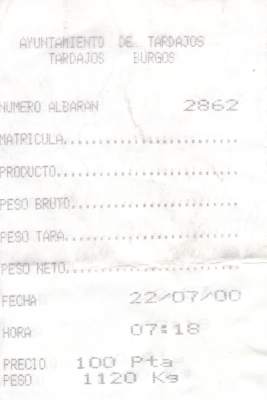 AYUNTAMIENTO DE TARDAJOS
TARDAJOS BURGOS
NUMERO ALBARAN 2862
MATRICULA..........................
PRODUCTO...........................
PESO BRUTO.........................
PESO TARA..........................
PESO NETO..........................
FECHA 22/07/00
HORA 07:18
PRECIO 100 Pta
PESO 1120 Kg